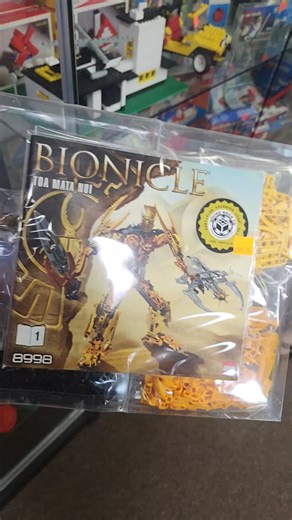 BIONICLE
TOA MATA NUI
1
8998